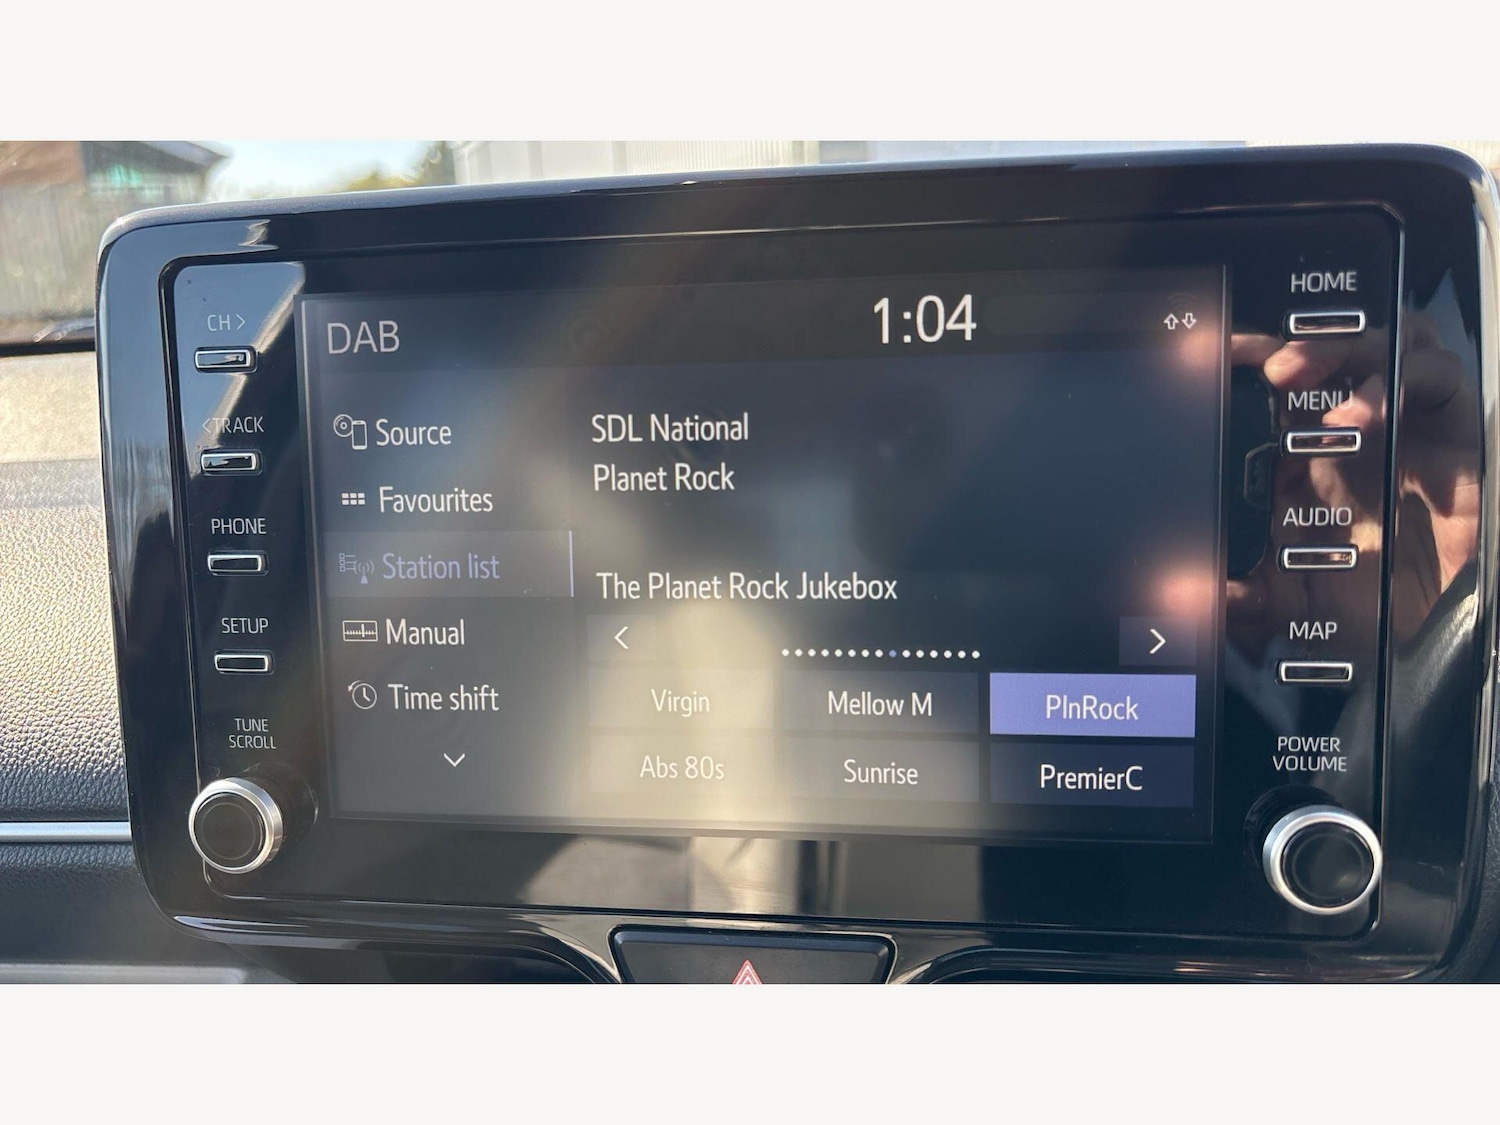 DAB
1:04
CH >
< TRACK
PHONE
SETUP
TUNE
SCROLL
Source
Favourites
Station list
Manual
Time shift
SDL National
Planet Rock
The Planet Rock Jukebox
Virgin
Mellow M
PlnRock
Abs 80s
Sunrise
PremierC
HOME
MENU
AUDIO
MAP
POWER
VOLUME